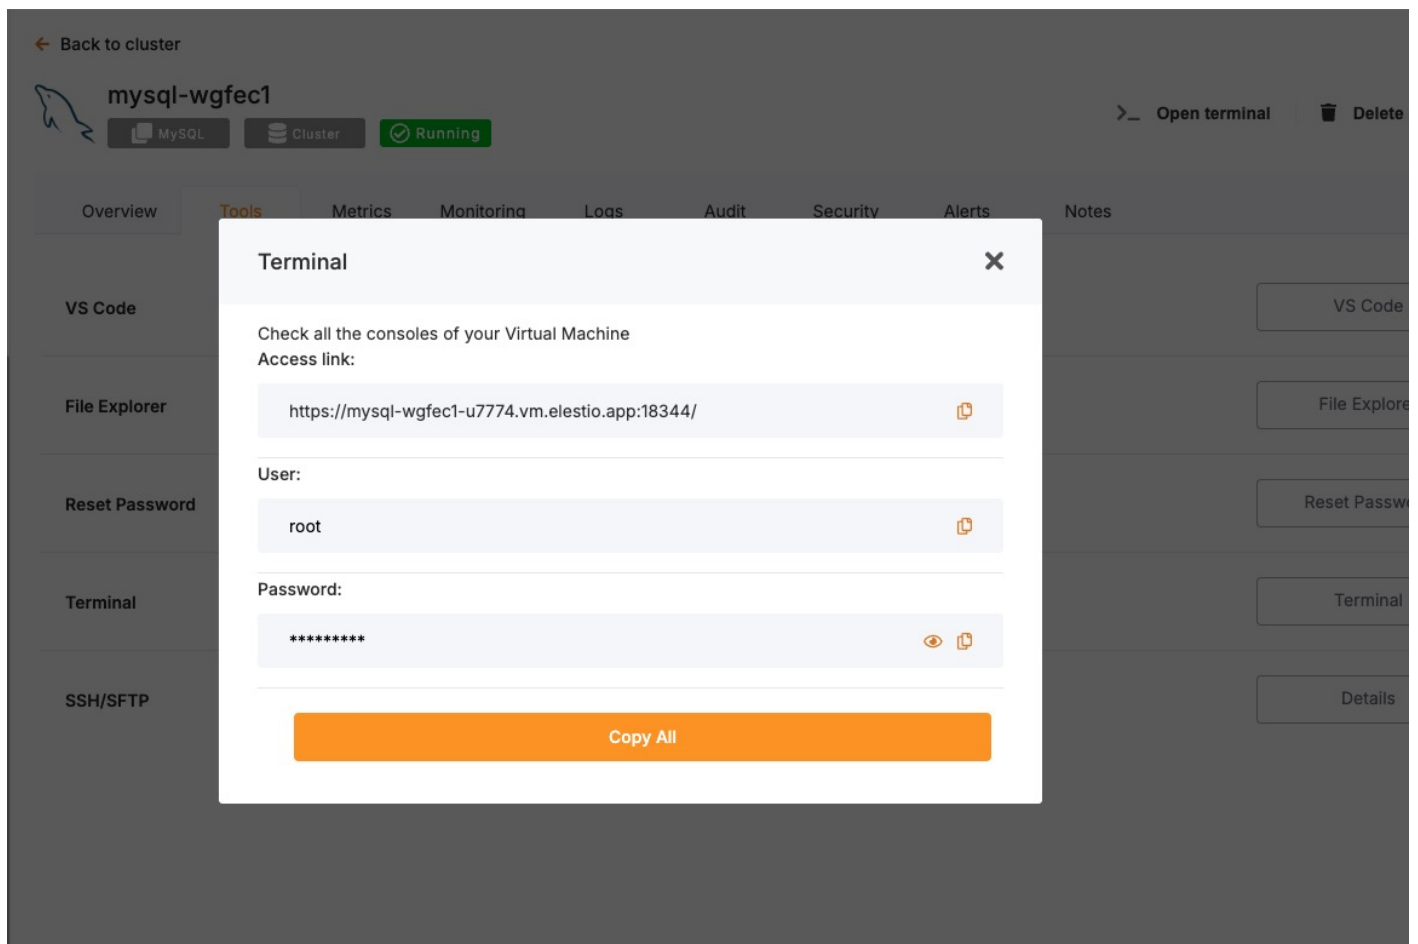 Back to cluster
mysql-wgfec1
MySQL
Cluster
Running
>_ Open terminal
Delete
Overview
Tools
Metrics
Monitoring
Logs
Audit
Security
Alerts
Notes
Terminal
Check all the consoles of your Virtual Machine
Access link:
https://mysql-wgfec1-u7774.vm.elestio.app:18344/
User:
root
Password:
*********
Copy All
VS Code
VS Code
File Explorer
File Explore
Reset Password
Reset Passw
Terminal
Terminal
SSH/SFTP
Details